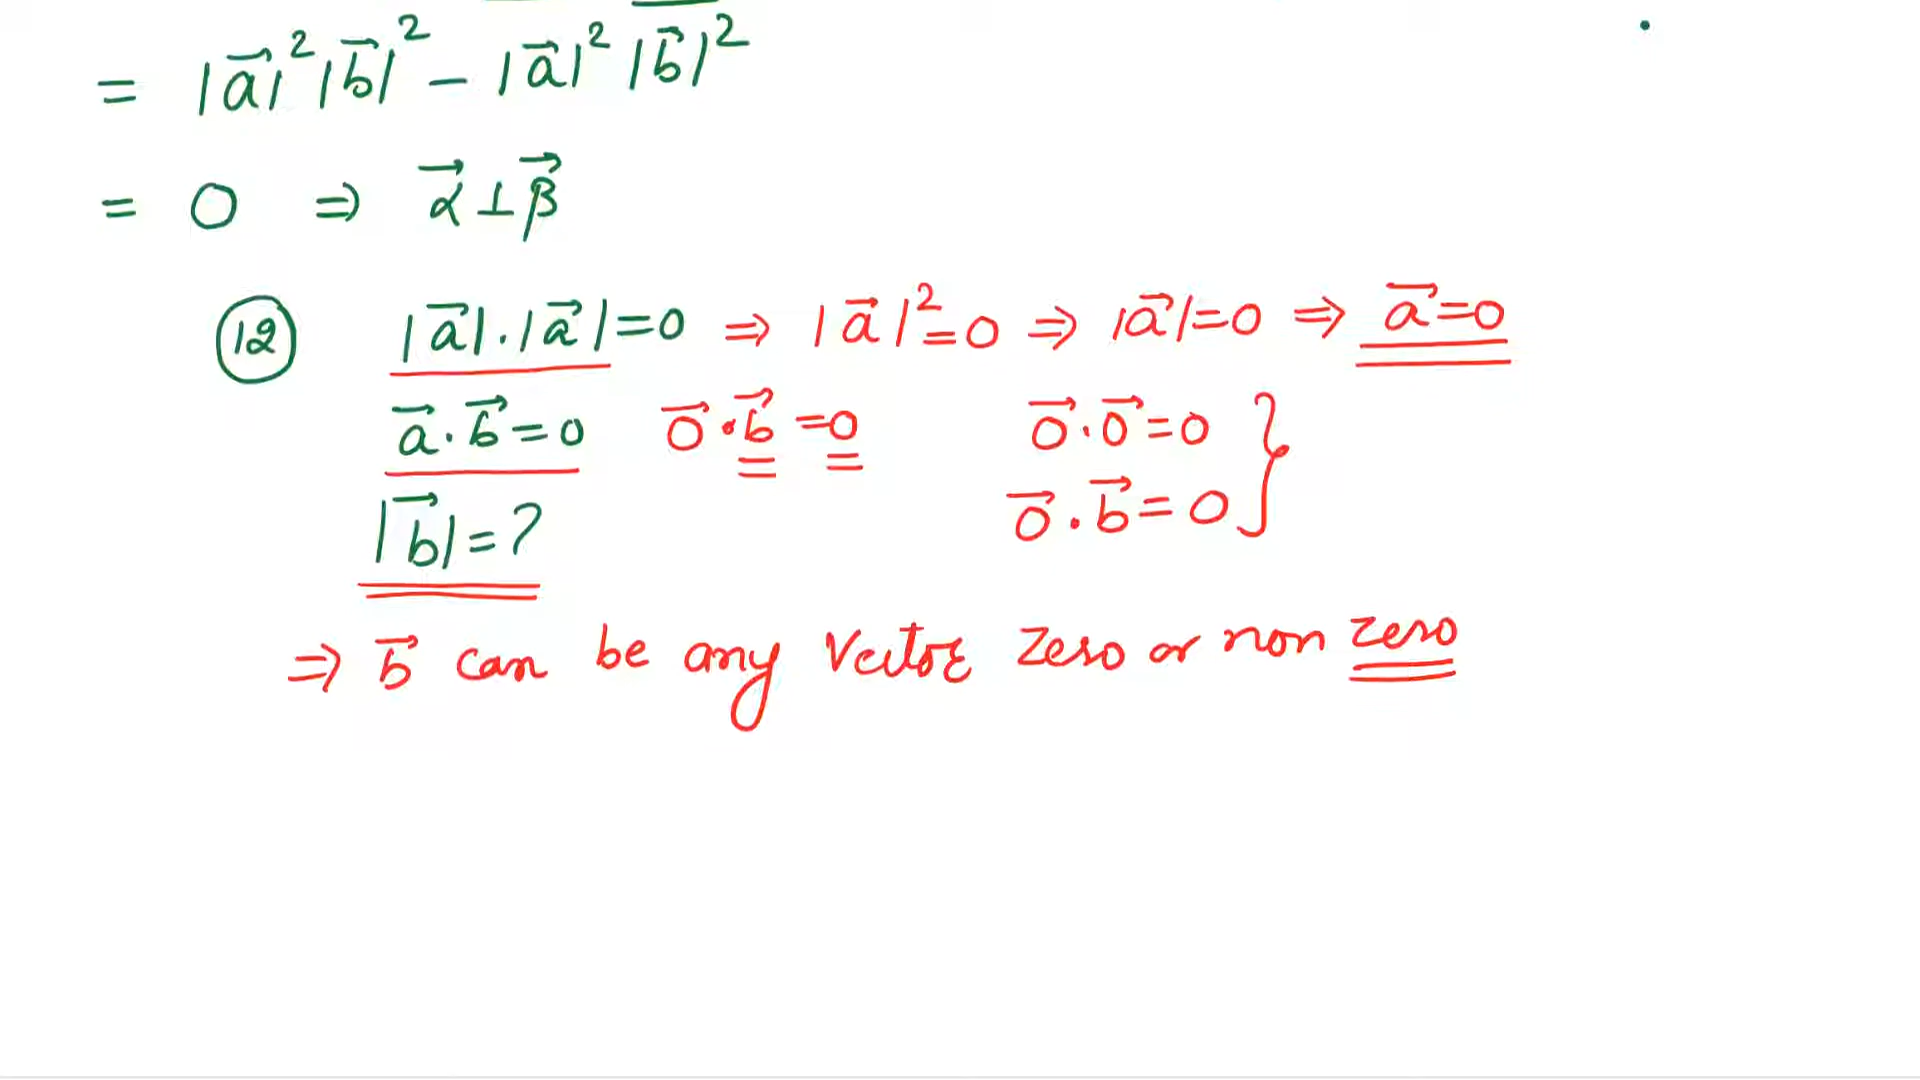 = |a⃗|² |b⃗|² − |a⃗|² |b⃗|²
= 0 ⇒ α⃗ ⊥ β⃗
(12) |a⃗|.|a⃗|=0 ⇒ |a⃗|²=0 ⇒ |a⃗|=0 ⇒ a⃗=0
a⃗.b⃗=0 0⃗.b⃗=0 0⃗.0⃗=0 }
|b⃗|=? 0⃗.b⃗=0
⇒ b⃗ can be any Vector Zero or non zero